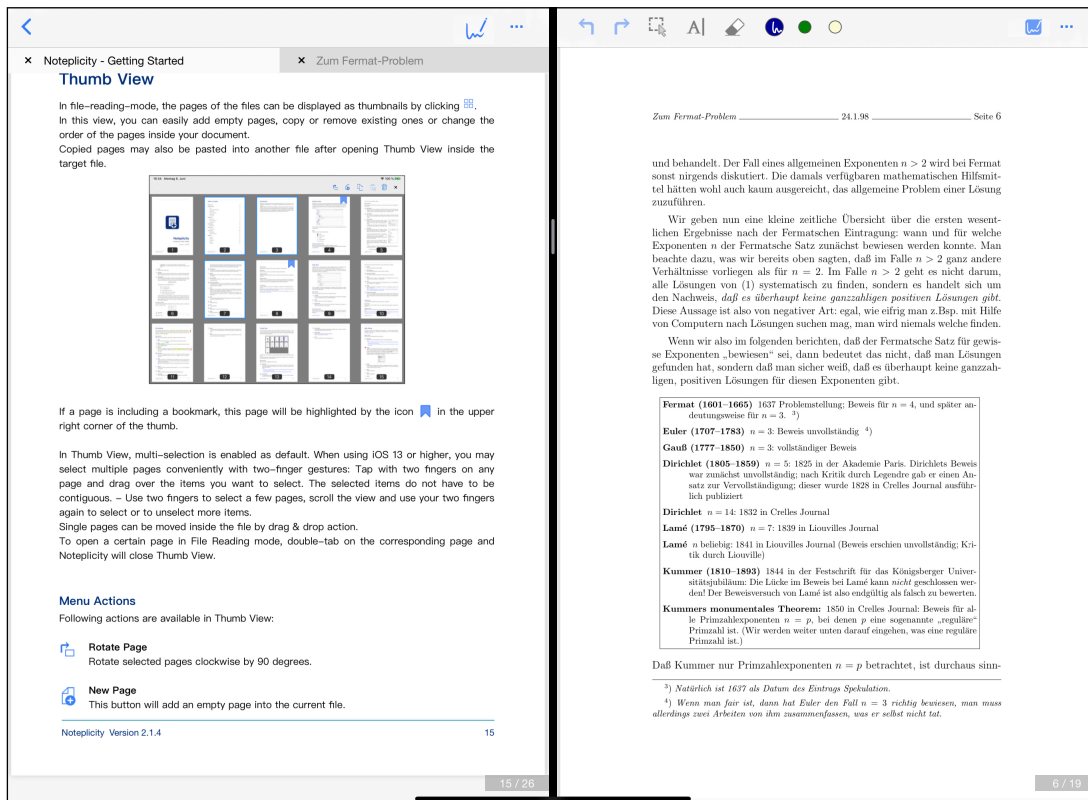 Noteplicity - Getting Started
Zum Fermat-Problem
Thumb View
In file-reading-mode, the pages of the files can be displayed as thumbnails by clicking .
In this view, you can easily add empty pages, copy or remove existing ones or change the
order of the pages inside your document.
Copied pages may also be pasted into another file after opening Thumb View inside the
target file.
1
2
3
4
5
6
7
8
9
10
11
12
13
14
15
If a page is including a bookmark, this page will be highlighted by the icon in the upper
right corner of the thumb.
In Thumb View, multi-selection is enabled as default. When using iOS 13 or higher, you may
select multiple pages conveniently with two-finger gestures: Tap with two fingers on any
page and drag over the items you want to select. The selected items do not have to be
contiguous. – Use two fingers to select a few pages, scroll the view and use your two fingers
again to select or to unselect more items.
Single pages can be moved inside the file by drag & drop action.
To open a certain page in File Reading mode, double-tab on the corresponding page and
Noteplicity will close Thumb View.
Menu Actions
Following actions are available in Thumb View:
Rotate Page
Rotate selected pages clockwise by 90 degrees.
New Page
This button will add an empty page into the current file.
Noteplicity Version 2.1.4 15
15 / 26
A
Zum Fermat-Problem 24.1.98 Seite 6
und behandelt. Der Fall eines allgemeinen Exponenten n > 2 wird bei Fermat
sonst nirgends diskutiert. Die damals verfügbaren mathematischen Hilfsmit-
tel hätten wohl auch kaum ausgereicht, das allgemeine Problem einer Lösung
zuzuführen.
Wir geben nun eine kleine zeitliche Übersicht über die ersten wesent-
lichen Ergebnisse nach der Fermatschen Eintragung: wann und für welche
Exponenten n der Fermatsche Satz zunächst bewiesen werden konnte. Man
beachte dazu, was wir bereits oben sagten, daß im Falle n > 2 ganz andere
Verhältnisse vorliegen als für n = 2. Im Falle n > 2 geht es nicht darum,
alle Lösungen von (1) systematisch zu finden, sondern es handelt sich um
den Nachweis, daß es überhaupt keine ganzzahligen positiven Lösungen gibt.
Diese Aussage ist also von negativer Art: egal, wie eifrig man z.Bsp. mit Hilfe
von Computern nach Lösungen suchen mag, man wird niemals welche finden.
Wenn wir also im folgenden berichten, daß der Fermatsche Satz für gewis-
se Exponenten „bewiesen“ sei, dann bedeutet das nicht, daß man Lösungen
gefunden hat, sondern daß man sicher weiß, daß es überhaupt keine ganzzah-
ligen, positiven Lösungen für diesen Exponenten gibt.
Fermat (1601–1665) 1637 Problemstellung; Beweis für n = 4, und später an-
deutungsweise für n = 3. ³)
Euler (1707–1783) n = 3: Beweis unvollständig ⁴)
Gauß (1777–1850) n = 3: vollständiger Beweis
Dirichlet (1805–1859) n = 5: 1825 in der Akademie Paris. Dirichlets Beweis
war zunächst unvollständig; nach Kritik durch Legendre gab er einen An-
satz zur Vervollständigung; dieser wurde 1828 in Crelles Journal ausführ-
lich publiziert
Dirichlet n = 14: 1832 in Crelles Journal
Lamé (1795–1870) n = 7: 1839 in Liouvilles Journal
Lamé n beliebig: 1841 in Liouvilles Journal (Beweis erschien unvollständig; Kri-
tik durch Liouville)
Kummer (1810–1893) 1844 in der Festschrift für das Königsberger Univer-
sitätsjubiläum: Die Lücke im Beweis bei Lamé kann nicht geschlossen wer-
den! Der Beweisversuch von Lamé ist also endgültig als falsch zu bewerten.
Kummers monumentales Theorem: 1850 in Crelles Journal: Beweis für al-
le Primzahlexponenten n = p, bei denen p eine sogenannte „reguläre“
Primzahl ist. (Wir werden weiter unten darauf eingehen, was eine reguläre
Primzahl ist.)
Daß Kummer nur Primzahlexponenten n = p betrachtet, ist durchaus sinn-
³) Natürlich ist 1637 als Datum des Eintrags Spekulation.
⁴) Wenn man fair ist, dann hat Euler den Fall n = 3 richtig bewiesen, man muss
allerdings zwei Arbeiten von ihm zusammenfassen, was er selbst nicht tat.
6 / 19